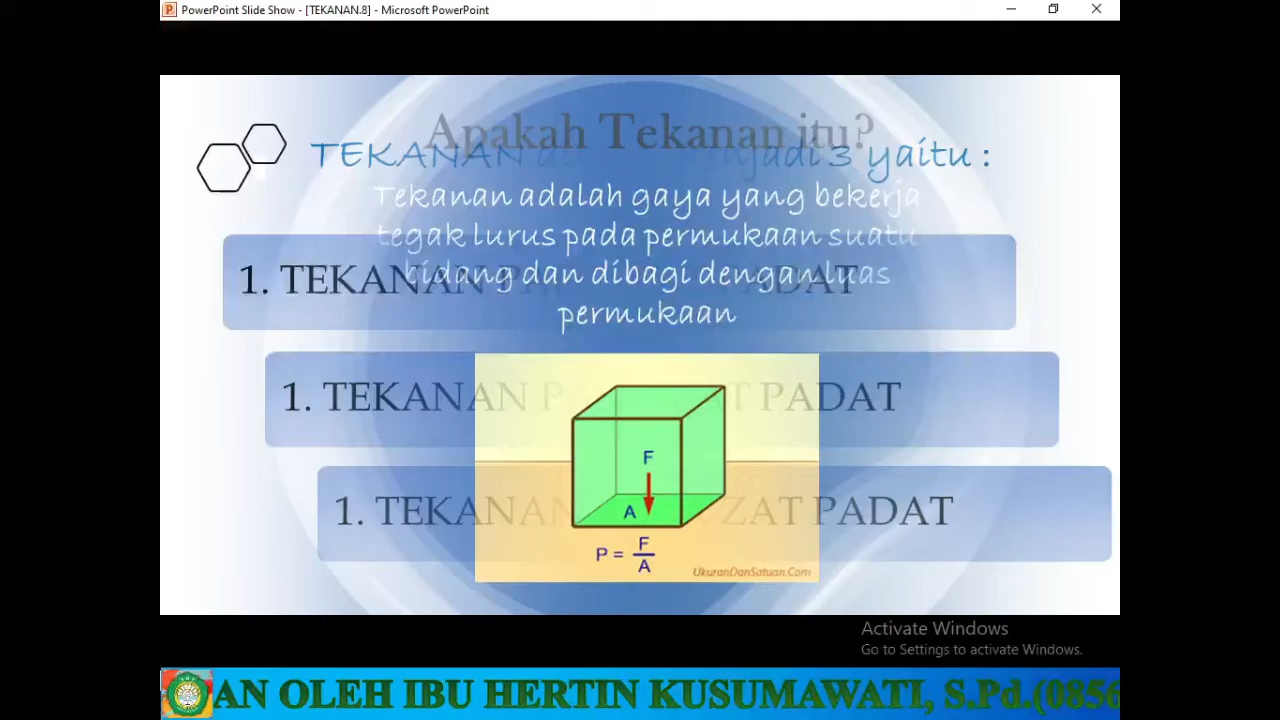 PowerPoint Slide Show - [TEKANAN.8] - Microsoft PowerPoint
Apakah Tekanan itu?
TEKANAN menjadi 3 yaitu :
Tekanan adalah gaya yang bekerja
tegak lurus pada permukaan suatu
bidang dan dibagi dengan luas
permukaan
1. TEKANAN PADAT
1. TEKANAN PADAT
1. TEKANAN ZAT PADAT
F
A
P = F
A
UkuranDanSatuan.Com
Activate Windows
Go to Settings to activate Windows.
AN OLEH IBU HERTIN KUSUMAWATI, S.Pd.(0856